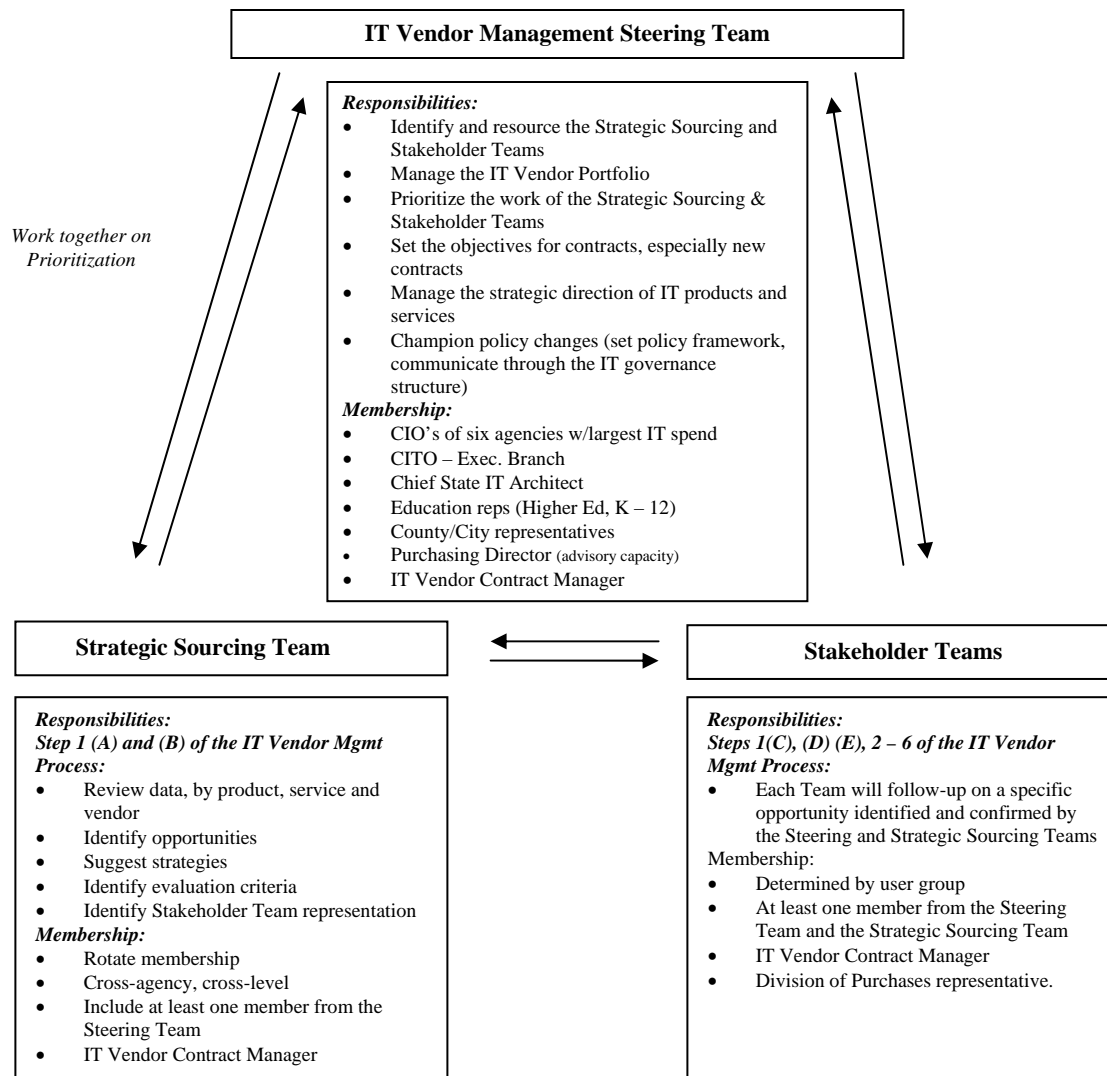 IT Vendor Management Steering Team
Responsibilities:
• Identify and resource the Strategic Sourcing and
Stakeholder Teams
• Manage the IT Vendor Portfolio
• Prioritize the work of the Strategic Sourcing &
Stakeholder Teams
• Set the objectives for contracts, especially new
contracts
• Manage the strategic direction of IT products and
services
• Champion policy changes (set policy framework,
communicate through the IT governance
structure)
Membership:
• CIO’s of six agencies w/largest IT spend
• CITO – Exec. Branch
• Chief State IT Architect
• Education reps (Higher Ed, K – 12)
• County/City representatives
• Purchasing Director (advisory capacity)
• IT Vendor Contract Manager
Work together on
Prioritization
Strategic Sourcing Team
Responsibilities:
Step 1 (A) and (B) of the IT Vendor Mgmt
Process:
• Review data, by product, service and
vendor
• Identify opportunities
• Suggest strategies
• Identify evaluation criteria
• Identify Stakeholder Team representation
Membership:
• Rotate membership
• Cross-agency, cross-level
• Include at least one member from the
Steering Team
• IT Vendor Contract Manager
Stakeholder Teams
Responsibilities:
Steps 1(C), (D) (E), 2 – 6 of the IT Vendor
Mgmt Process:
• Each Team will follow-up on a specific
opportunity identified and confirmed by
the Steering and Strategic Sourcing Teams
Membership:
• Determined by user group
• At least one member from the Steering
Team and the Strategic Sourcing Team
• IT Vendor Contract Manager
• Division of Purchases representative.